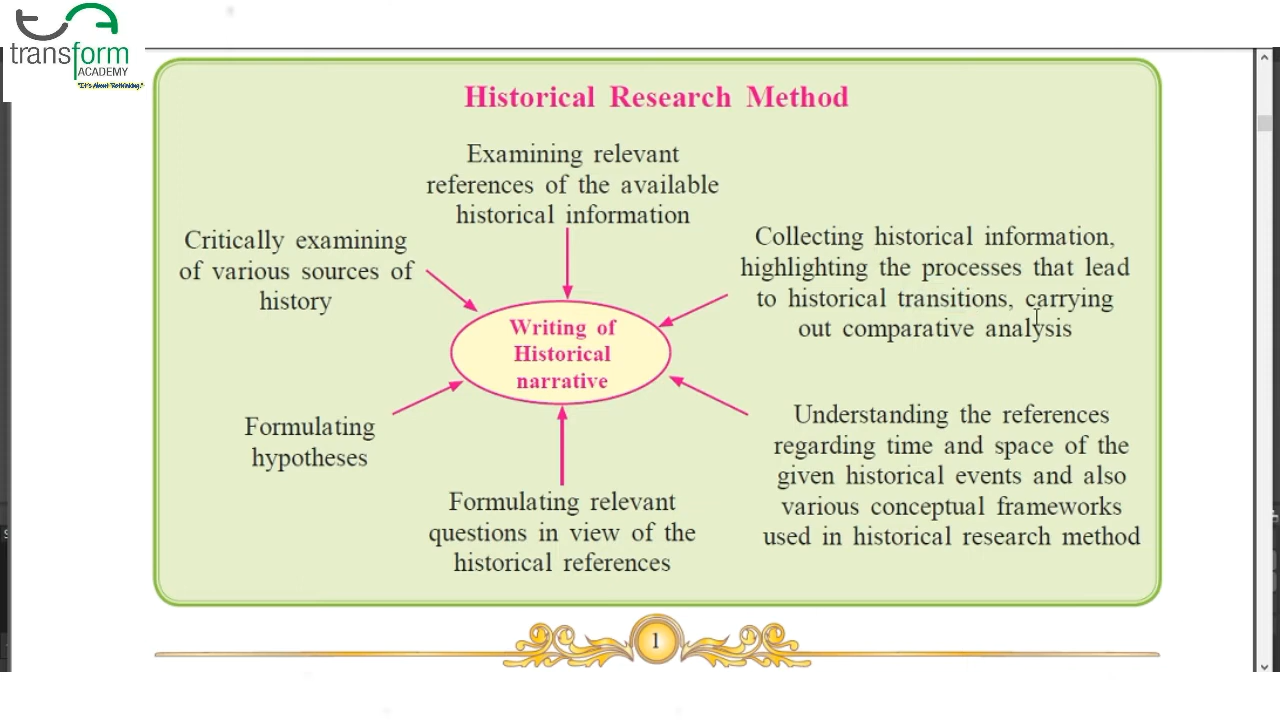 transform
ACADEMY
"It's About Rethinking."
Historical Research Method
Examining relevant
references of the available
historical information
Critically examining
of various sources of
history
Collecting historical information,
highlighting the processes that lead
to historical transitions, carrying
out comparative analysis
Writing of
Historical
narrative
Formulating
hypotheses
Understanding the references
regarding time and space of the
given historical events and also
various conceptual frameworks
used in historical research method
Formulating relevant
questions in view of the
historical references
1